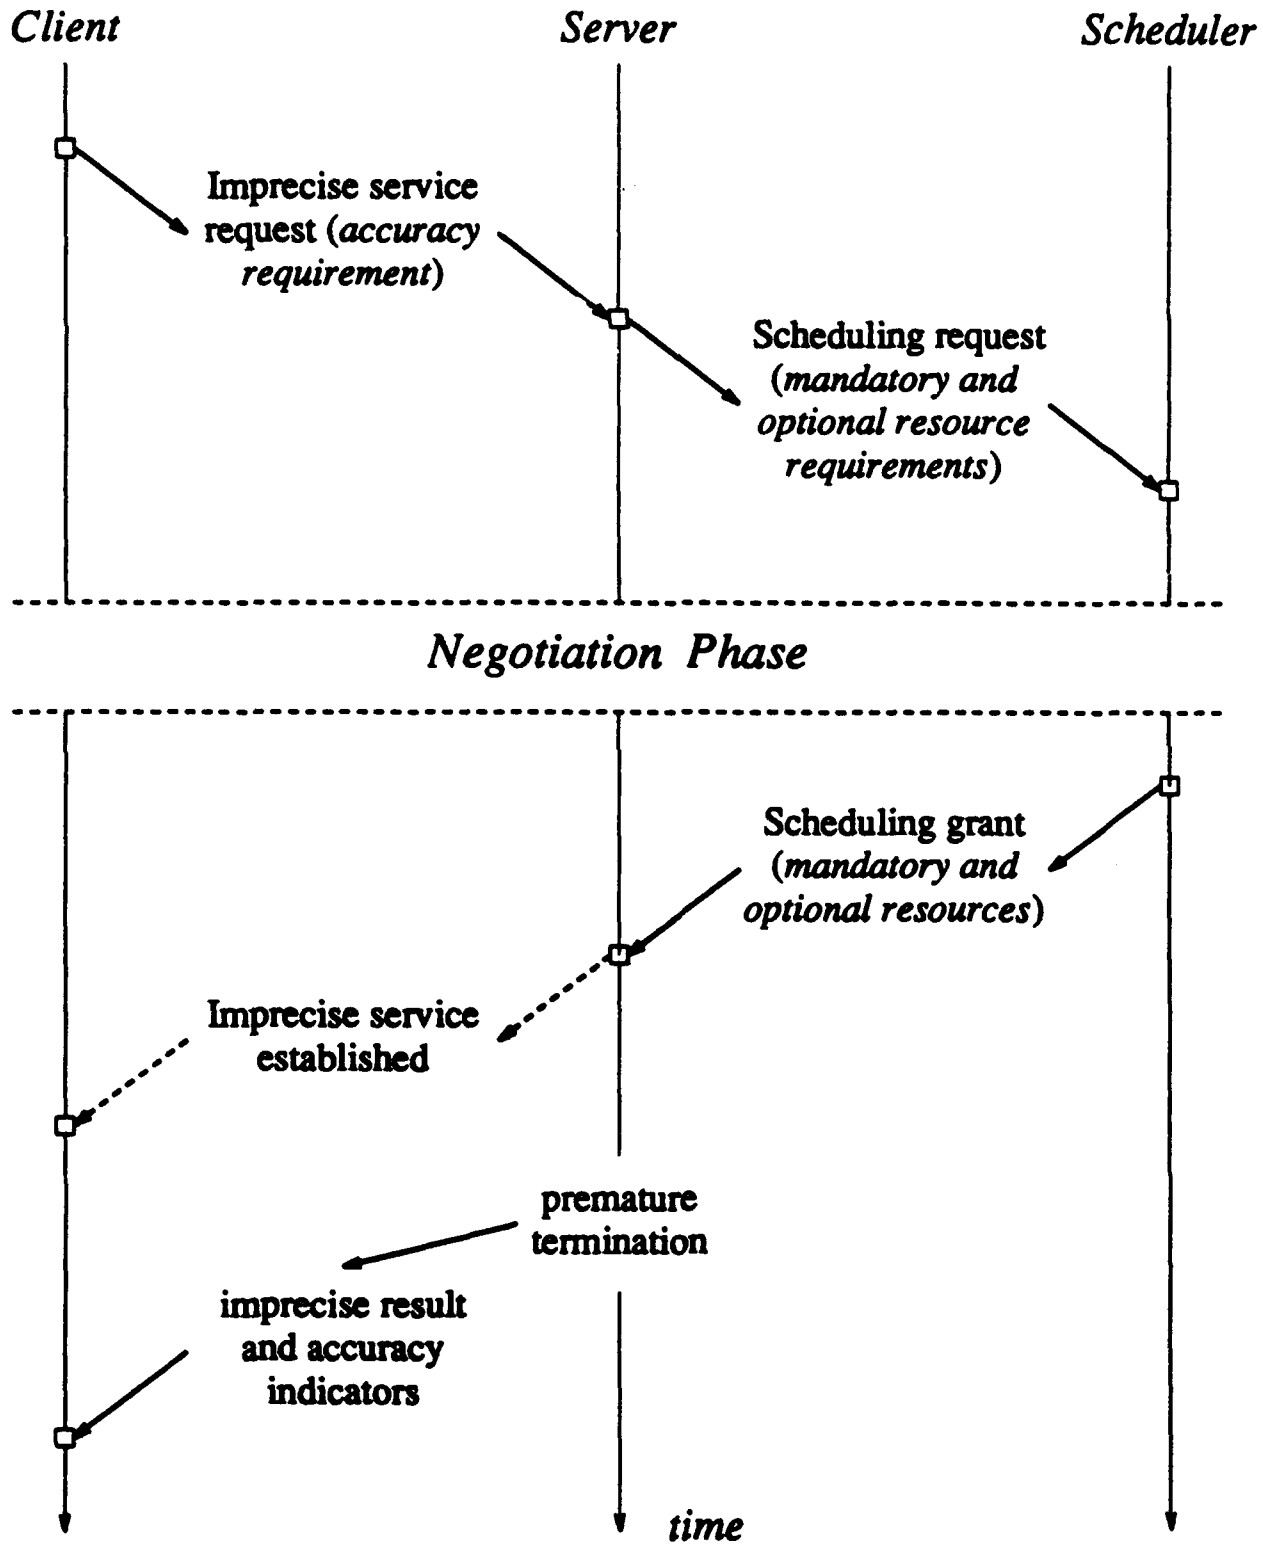 Client Server Scheduler
Imprecise service
request (accuracy
requirement)
Scheduling request
(mandatory and
optional resource
requirements)
Negotiation Phase
Scheduling grant
(mandatory and
optional resources)
Imprecise service
established
premature
termination
imprecise result
and accuracy
indicators
time